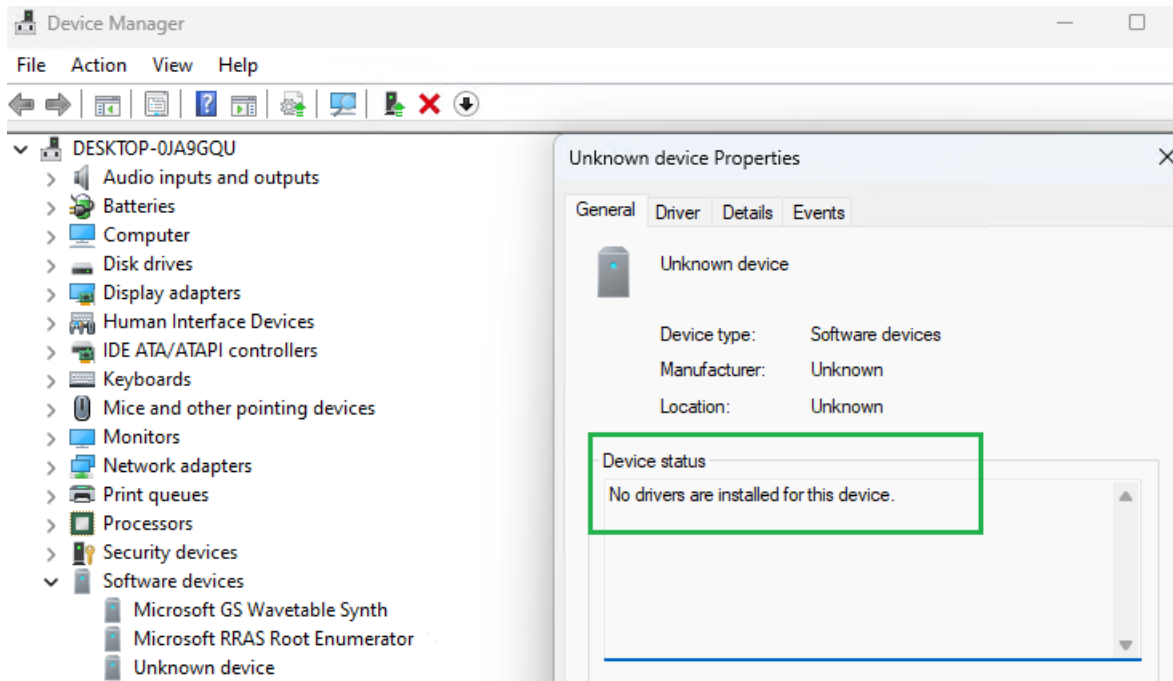 Device Manager
File Action View Help
DESKTOP-0JA9GQU
Audio inputs and outputs
Batteries
Computer
Disk drives
Display adapters
Human Interface Devices
IDE ATA/ATAPI controllers
Keyboards
Mice and other pointing devices
Monitors
Network adapters
Print queues
Processors
Security devices
Software devices
Microsoft GS Wavetable Synth
Microsoft RRAS Root Enumerator
Unknown device
Unknown device Properties
General Driver Details Events
Unknown device
Device type: Software devices
Manufacturer: Unknown
Location: Unknown
Device status
No drivers are installed for this device.